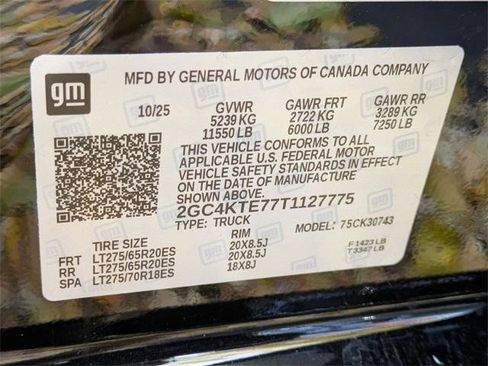 gm
MFD BY GENERAL MOTORS OF CANADA COMPANY
10/25 GVWR GAWR FRT GAWR RR
5239 KG 2722 KG 3289 KG
11550 LB 6000 LB 7250 LB
THIS VEHICLE CONFORMS TO ALL
APPLICABLE U.S. FEDERAL MOTOR
VEHICLE SAFETY STANDARDS IN EFFECT ON
THE DATE OF MANUFACTURE
SHOWN ABOVE.
2GC4KTE77T1127775
TYPE: TRUCK MODEL: 75CK30743
TIRE SIZE RIM
FRT LT275/65R20ES 20X8.5J F1423 LB
RR LT275/65R20ES 20X8.5J T3347 LB
SPA LT275/70R18ES 18X8J